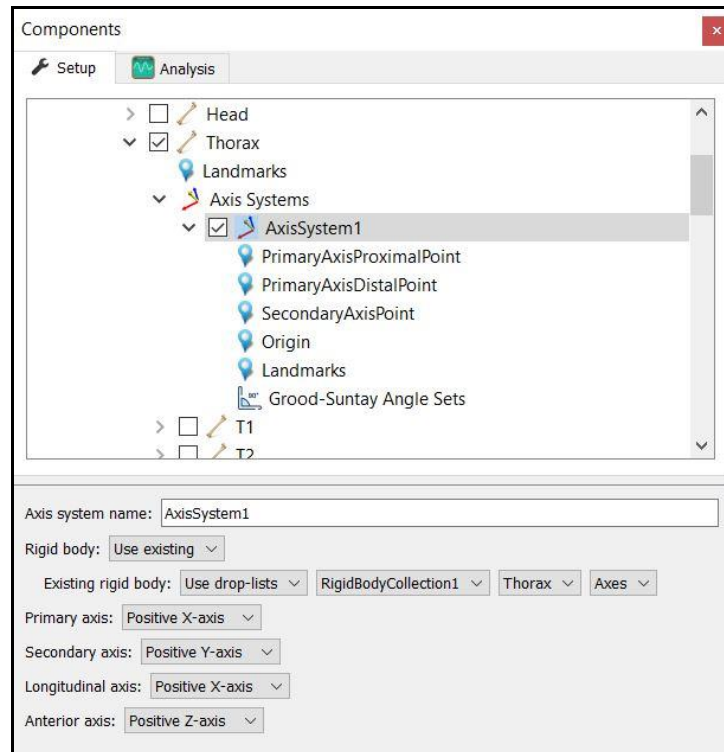 Components
Setup Analysis
Head
Thorax
Landmarks
Axis Systems
AxisSystem1
PrimaryAxisProximalPoint
PrimaryAxisDistalPoint
SecondaryAxisPoint
Origin
Landmarks
Grood-Suntay Angle Sets
T1
T2
Axis system name: AxisSystem1
Rigid body: Use existing
Existing rigid body: Use drop-lists RigidBodyCollection1 Thorax Axes
Primary axis: Positive X-axis
Secondary axis: Positive Y-axis
Longitudinal axis: Positive X-axis
Anterior axis: Positive Z-axis